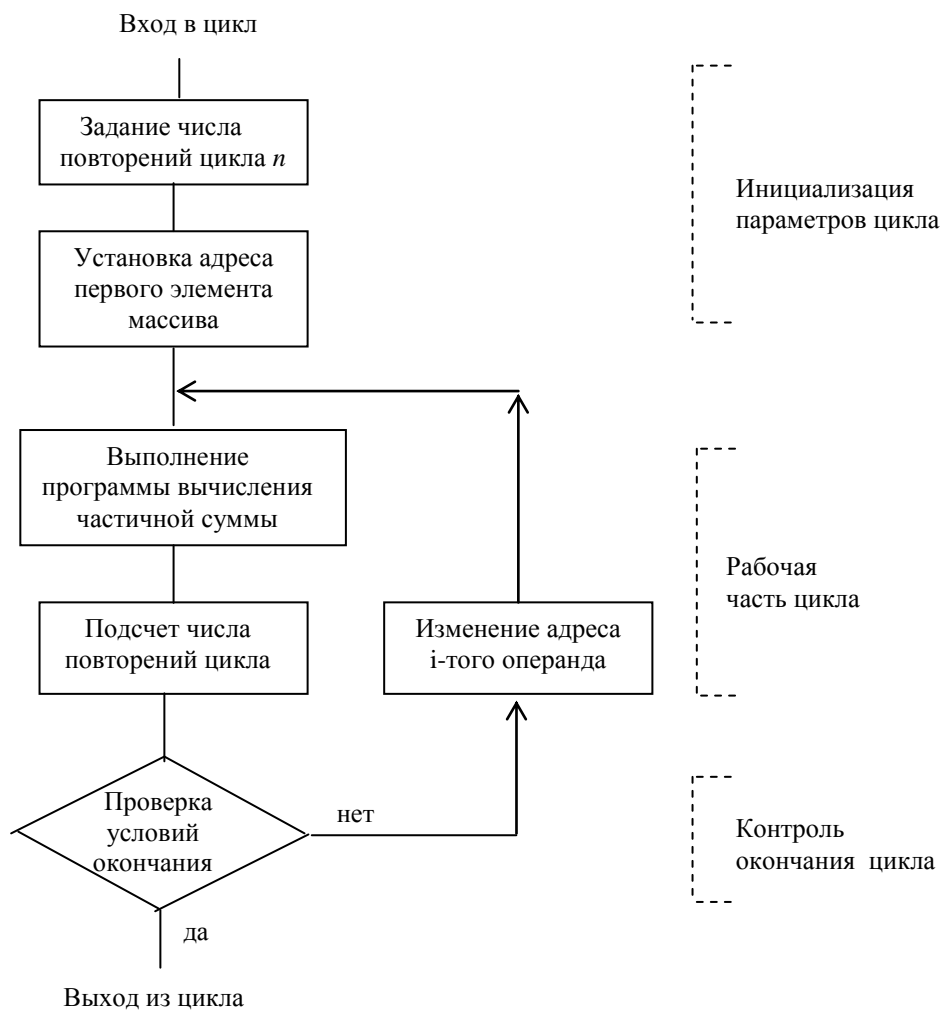 Вход в цикл
Задание числа
повторений цикла n
Инициализация
параметров цикла
Установка адреса
первого элемента
массива
Выполнение
программы вычисления
частичной суммы
Рабочая
часть цикла
Подсчет числа
повторений цикла
Изменение адреса
i-того операнда
Проверка
условий
окончания
нет
Контроль
окончания цикла
да
Выход из цикла